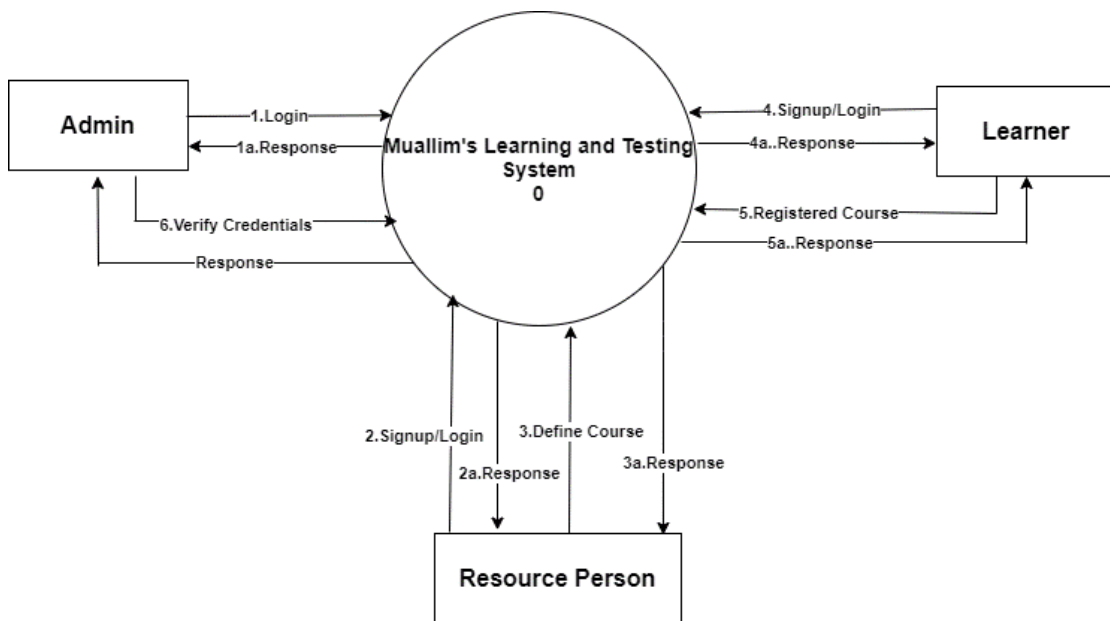 Admin
1.Login
1a.Response
6.Verify Credentials
Response
Muallim's Learning and Testing
System
0
4.Signup/Login
4a..Response
5.Registered Course
5a..Response
Learner
2.Signup/Login
2a.Response
3.Define Course
3a.Response
Resource Person